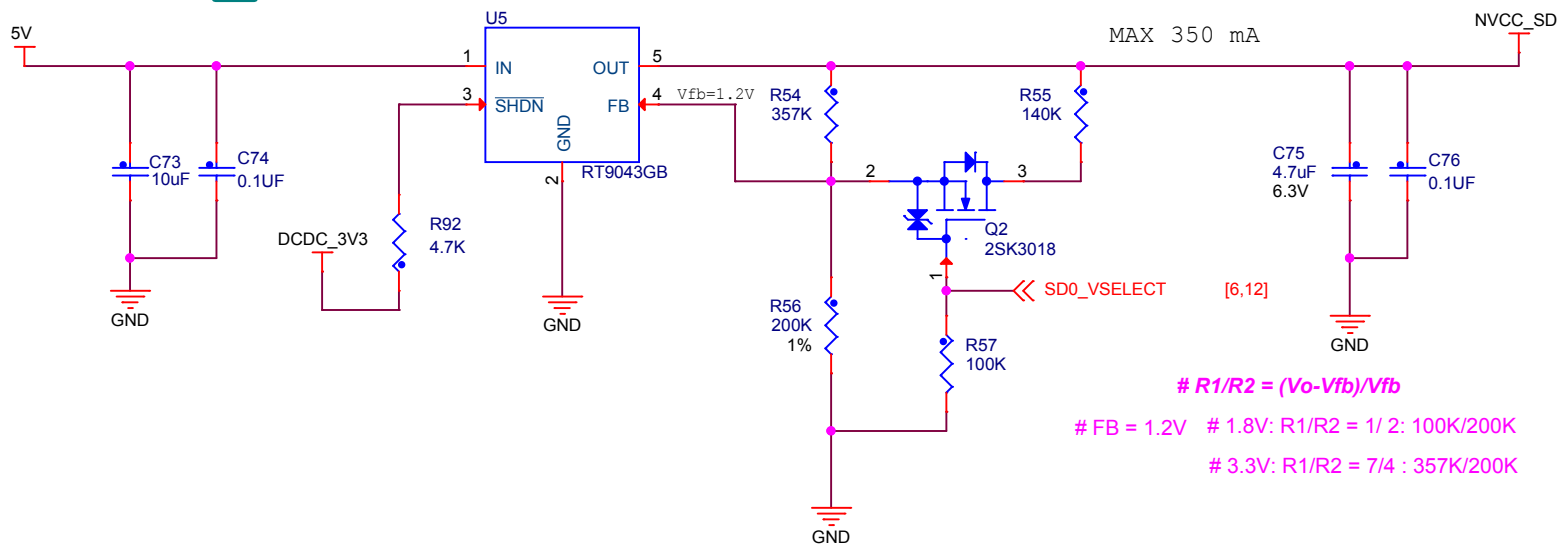 U5
5V
MAX 350 mA
NVCC_SD
1
IN
OUT
5
3
SHDN
FB
4
Vfb=1.2V
GND
2
RT9043GB
R54
357K
R55
140K
C73
10uF
C74
0.1UF
C75
4.7uF
6.3V
C76
0.1UF
2
3
Q2
2SK3018
1
DCDC_3V3
R92
4.7K
SD0_VSELECT
[6,12]
GND
GND
R56
200K
1%
R57
100K
GND
# R1/R2 = (Vo-Vfb)/Vfb
# FB = 1.2V # 1.8V: R1/R2 = 1/ 2: 100K/200K
# 3.3V: R1/R2 = 7/4 : 357K/200K
GND